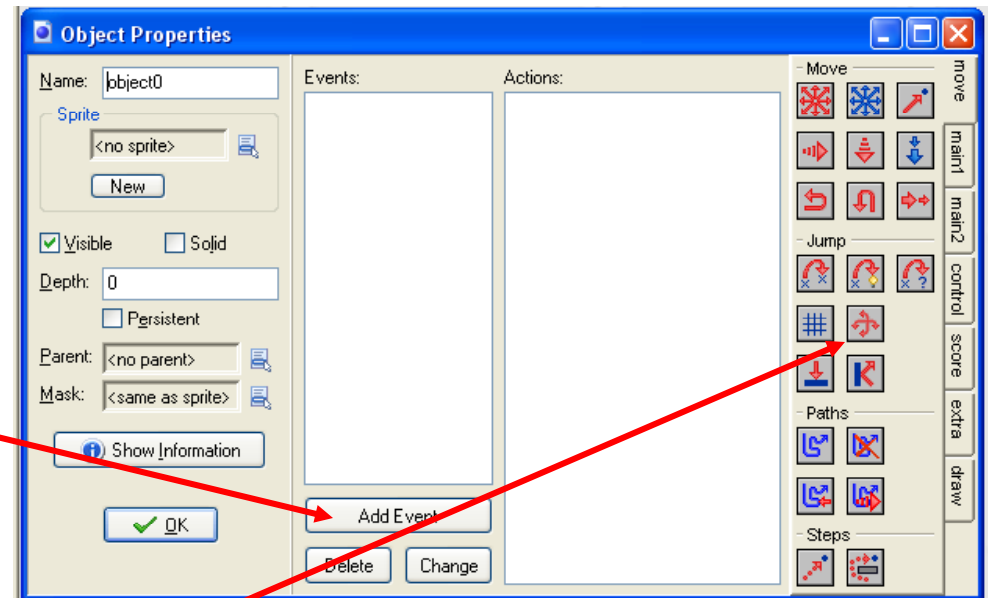 Object Properties
Name: object0
Sprite
<no sprite>
New
Visible Solid
Depth: 0
Persistent
Parent: <no parent>
Mask: <same as sprite>
Show Information
OK
Events:
Add Event
Delete Change
Actions:
Move
Jump
Paths
Steps
move
main1
main2
control
score
extra
draw